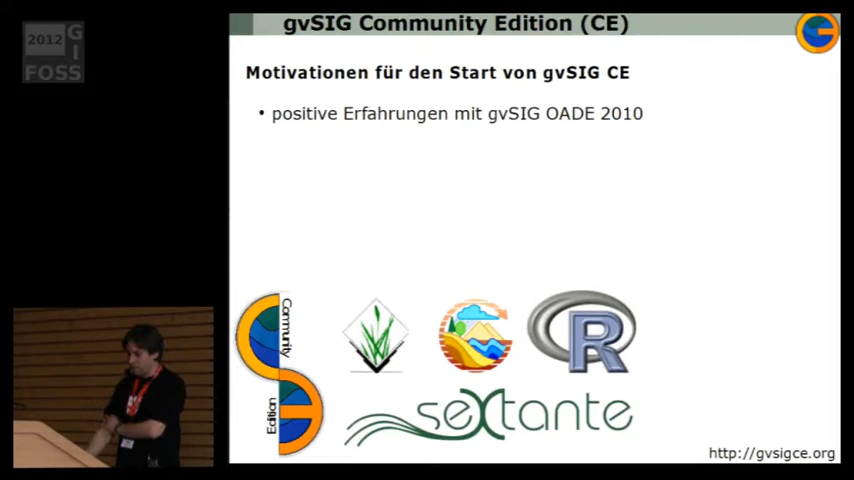 2012
GI
FOSS
gvSIG Community Edition (CE)
Motivationen für den Start von gvSIG CE
• positive Erfahrungen mit gvSIG OADE 2010
Community
Edition
R
sextante
http://gvsigce.org